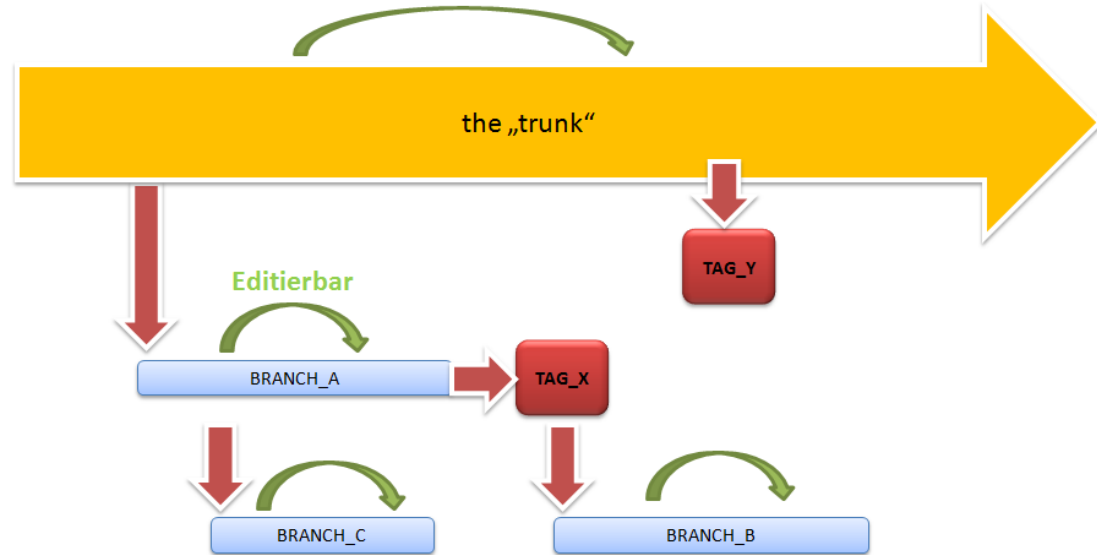 the „trunk“
TAG_Y
Editierbar
BRANCH_A
TAG_X
BRANCH_C
BRANCH_B